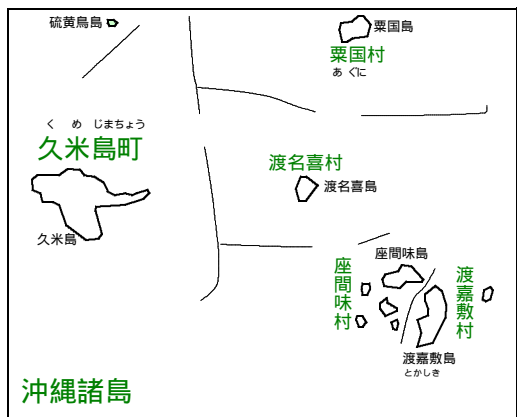 硫黄鳥島
粟国島
粟国村
あぐに
く め じまちょう
久米島町
久米島
渡名喜村
渡名喜島
座間味島
座間味村
渡嘉敷村
渡嘉敷島
とかしき
沖縄諸島